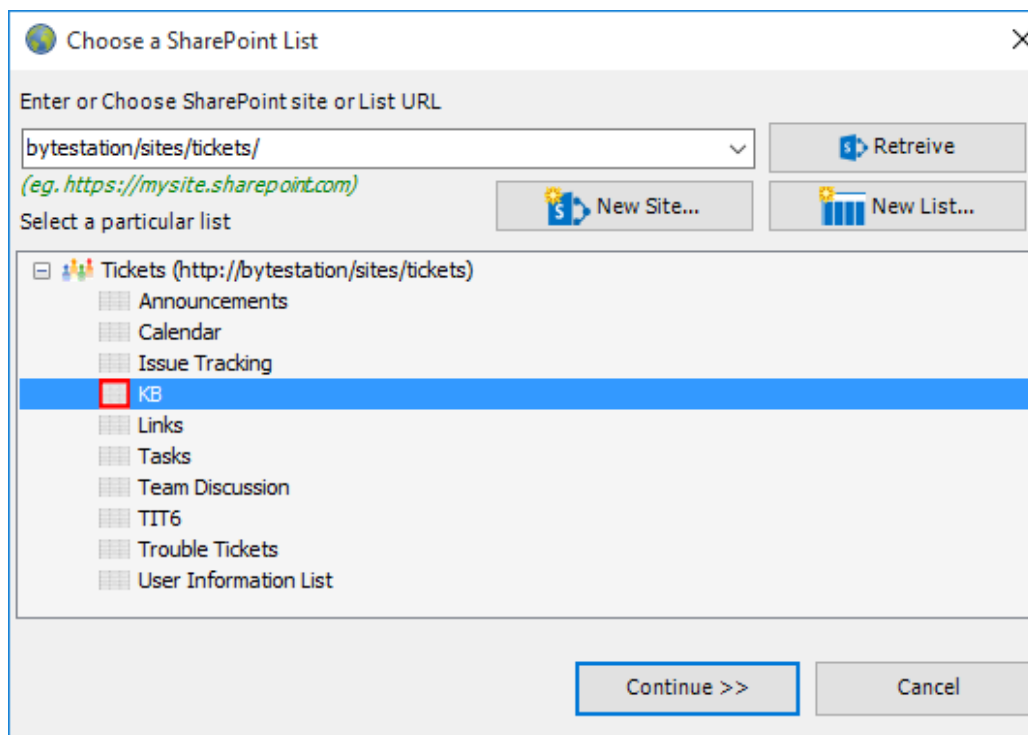 Choose a SharePoint List
Enter or Choose SharePoint site or List URL
bytestation/sites/tickets/
Retreive
(eg. https://mysite.sharepoint.com)
New Site...
New List...
Select a particular list
Tickets (http://bytestation/sites/tickets)
Announcements
Calendar
Issue Tracking
KB
Links
Tasks
Team Discussion
TIT6
Trouble Tickets
User Information List
Continue >>
Cancel